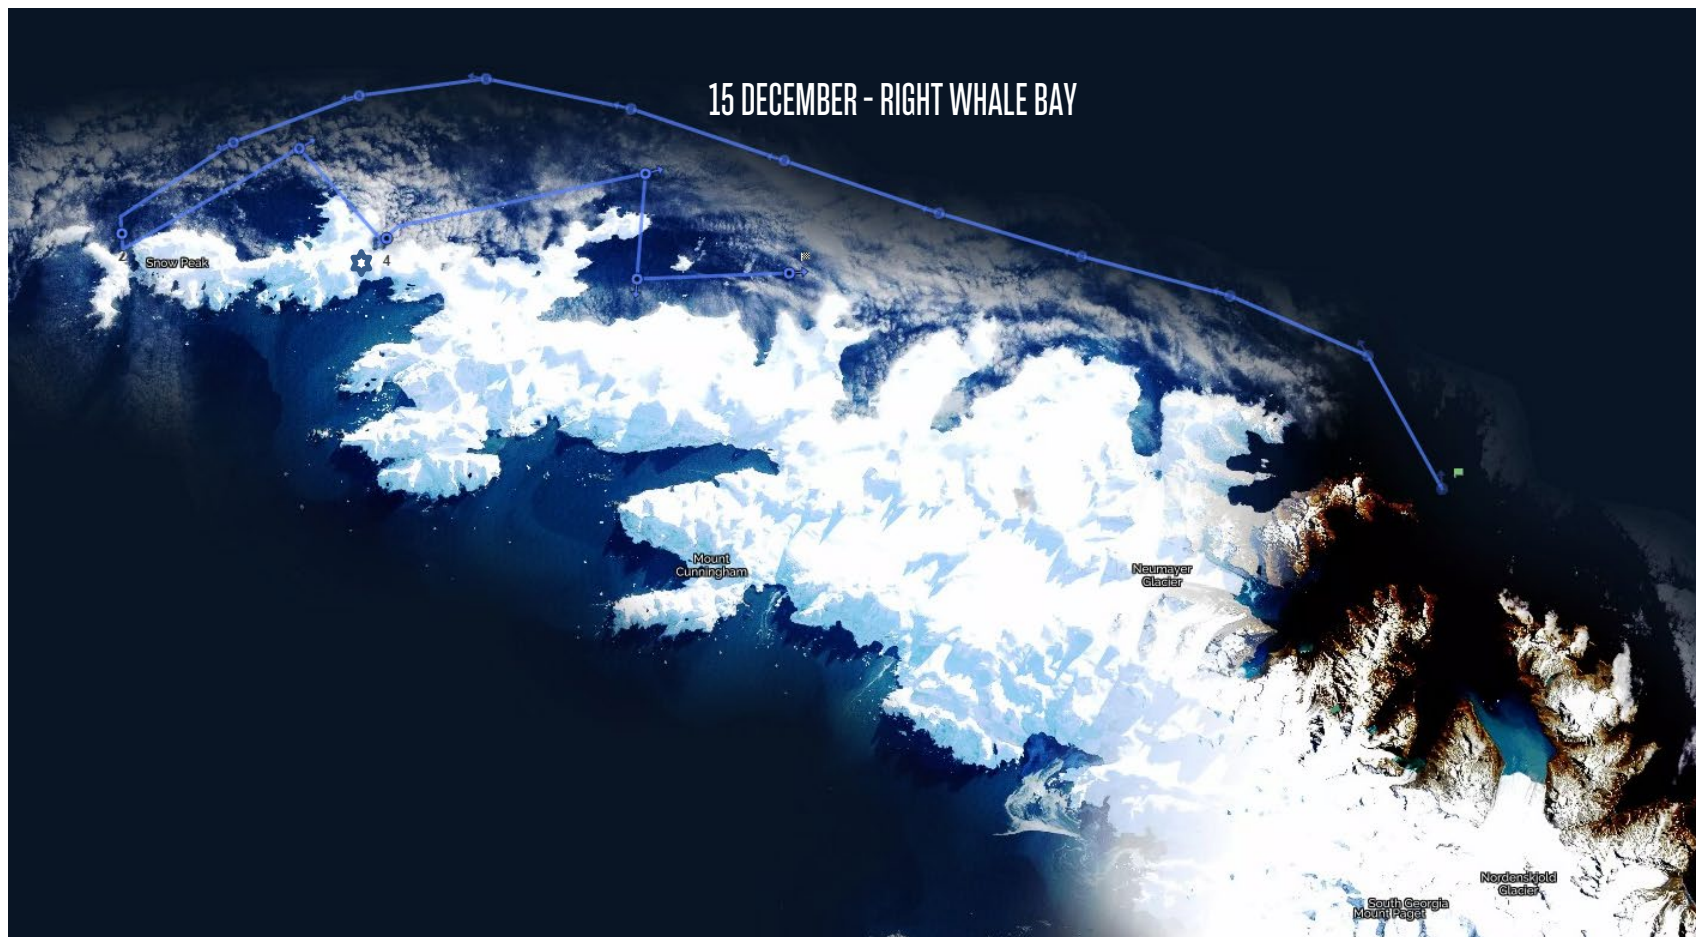 15 DECEMBER - RIGHT WHALE BAY
Snow Peak
4
Mount
Cunningham
Neumayer
Glacier
Nordenskjold
Glacier
South Georgia
Mount Paget